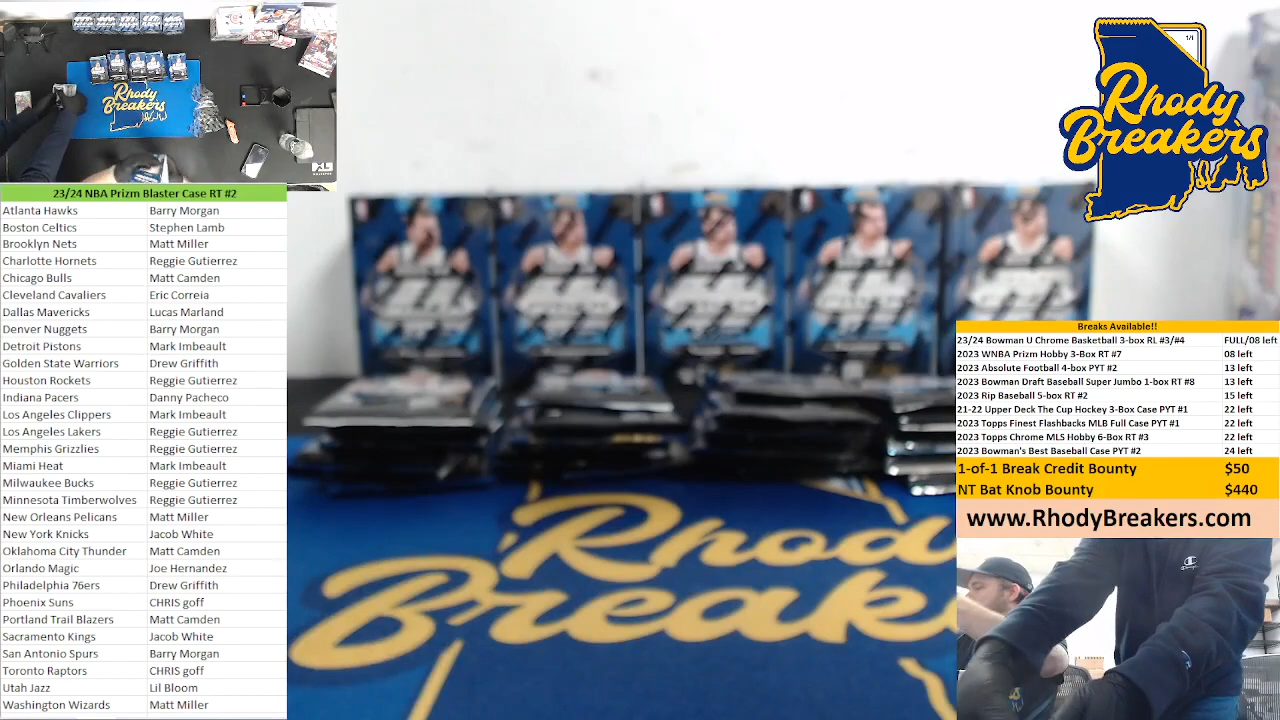 Rhody
Breakers
23/24 NBA Prizm Blaster Case RT #2
Atlanta Hawks Barry Morgan
Boston Celtics Stephen Lamb
Brooklyn Nets Matt Miller
Charlotte Hornets Reggie Gutierrez
Chicago Bulls Matt Camden
Cleveland Cavaliers Eric Correia
Dallas Mavericks Lucas Marland
Denver Nuggets Barry Morgan
Detroit Pistons Mark Imbeault
Golden State Warriors Drew Griffith
Houston Rockets Reggie Gutierrez
Indiana Pacers Danny Pacheco
Los Angeles Clippers Mark Imbeault
Los Angeles Lakers Reggie Gutierrez
Memphis Grizzlies Reggie Gutierrez
Miami Heat Mark Imbeault
Milwaukee Bucks Reggie Gutierrez
Minnesota Timberwolves Reggie Gutierrez
New Orleans Pelicans Matt Miller
New York Knicks Jacob White
Oklahoma City Thunder Matt Camden
Orlando Magic Joe Hernandez
Philadelphia 76ers Drew Griffith
Phoenix Suns CHRIS goff
Portland Trail Blazers Matt Camden
Sacramento Kings Jacob White
San Antonio Spurs Barry Morgan
Toronto Raptors CHRIS goff
Utah Jazz Lil Bloom
Washington Wizards Matt Miller
Rhod
Breake
1/1
Rhody
Breakers
Breaks Available!!
23/24 Bowman U Chrome Basketball 3-box RL #3/#4 FULL/08 left
2023 WNBA Prizm Hobby 3-Box RT #7 08 left
2023 Absolute Football 4-box PYT #2 13 left
2023 Bowman Draft Baseball Super Jumbo 1-box RT #8 13 left
2023 Rip Baseball 5-box RT #2 15 left
21-22 Upper Deck The Cup Hockey 3-Box Case PYT #1 22 left
2023 Topps Finest Flashbacks MLB Full Case PYT #1 22 left
2023 Topps Chrome MLS Hobby 6-Box RT #3 22 left
2023 Bowman's Best Baseball Case PYT #2 24 left
1-of-1 Break Credit Bounty $50
NT Bat Knob Bounty $440
www.RhodyBreakers.com